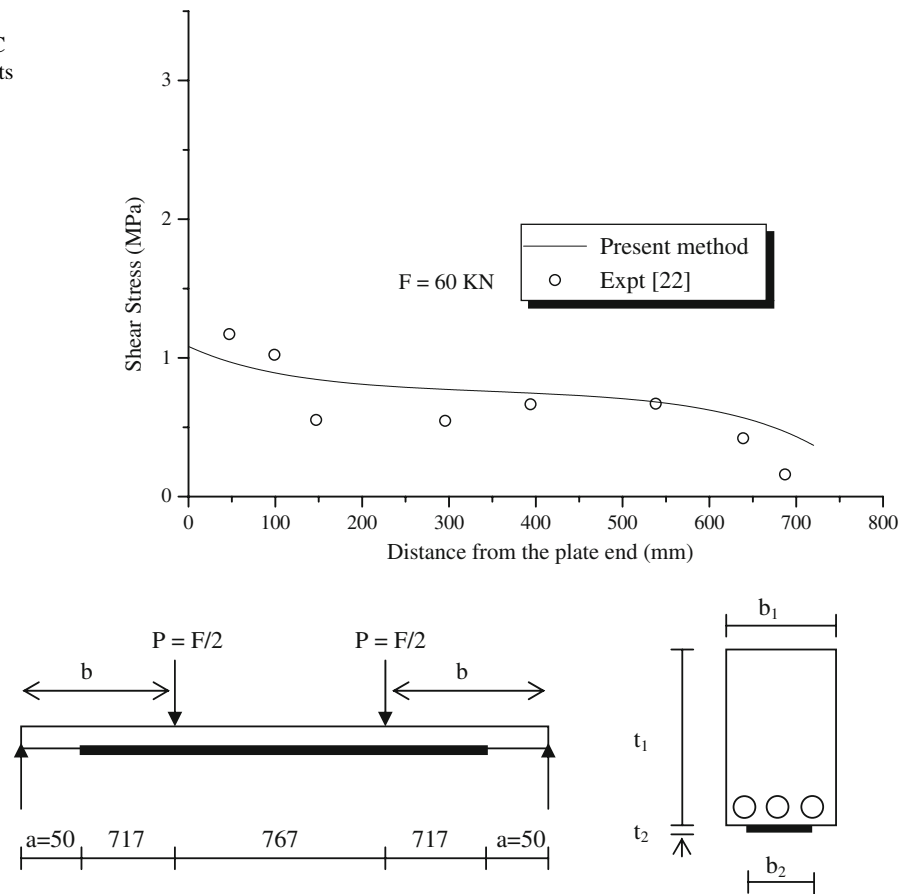 C
ts
3
2
1
0
Shear Stress (MPa)
F = 60 KN
Present method
Expt [22]
0 100 200 300 400 500 600 700 800
Distance from the plate end (mm)
P = F/2 P = F/2
b b
a=50 717 767 717 a=50
b₁
t₁
t₂
b₂